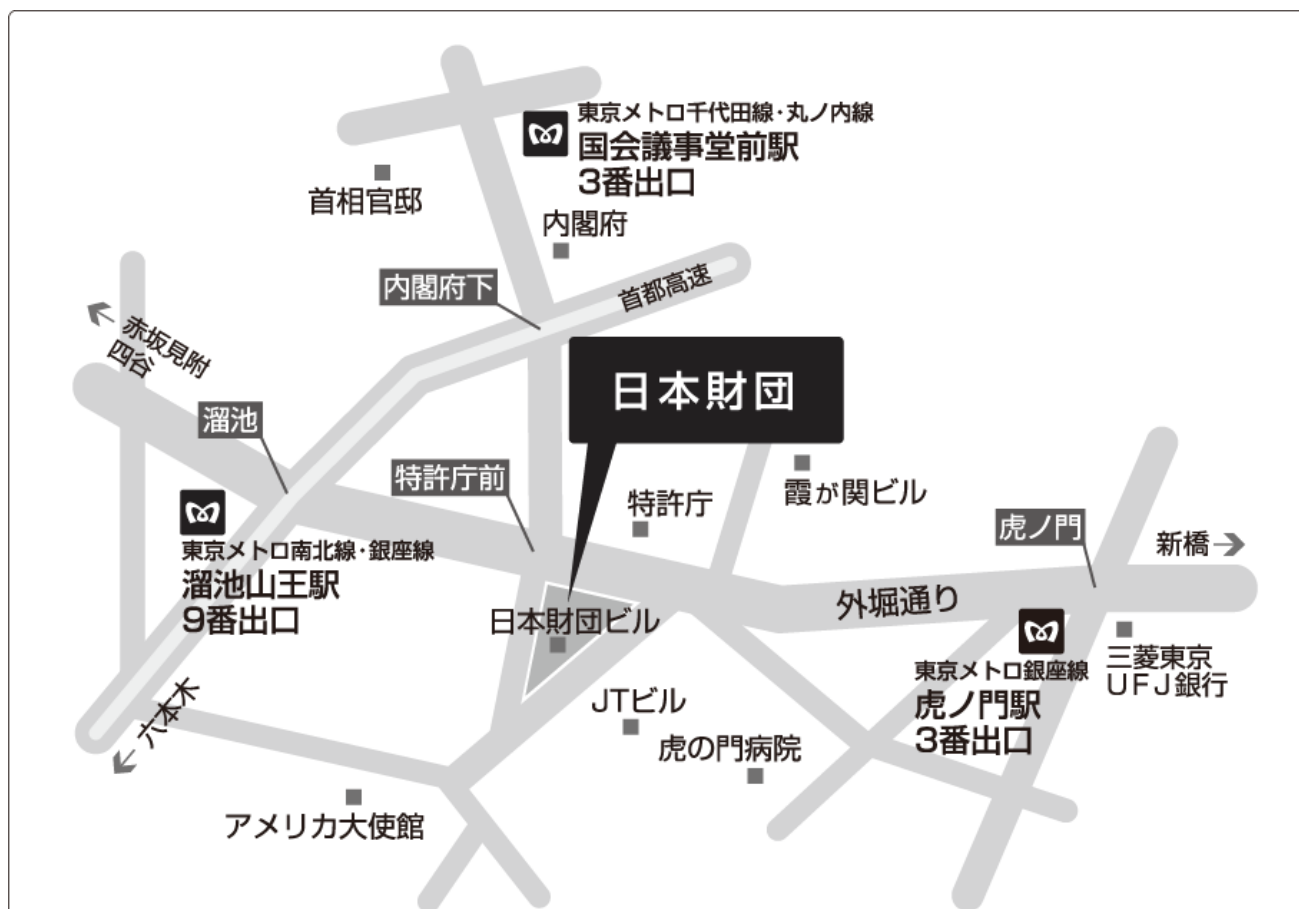 東京メトロ千代田線・丸ノ内線
国会議事堂前駅
3番出口
首相官邸
内閣府
内閣府下
首都高速
赤坂見附
四谷
日本財団
溜池
特許庁前
特許庁
霞が関ビル
虎ノ門
新橋
東京メトロ南北線・銀座線
溜池山王駅
9番出口
外堀通り
日本財団ビル
東京メトロ銀座線
虎ノ門駅
3番出口
三菱東京
UFJ銀行
六本木
JTビル
虎の門病院
アメリカ大使館